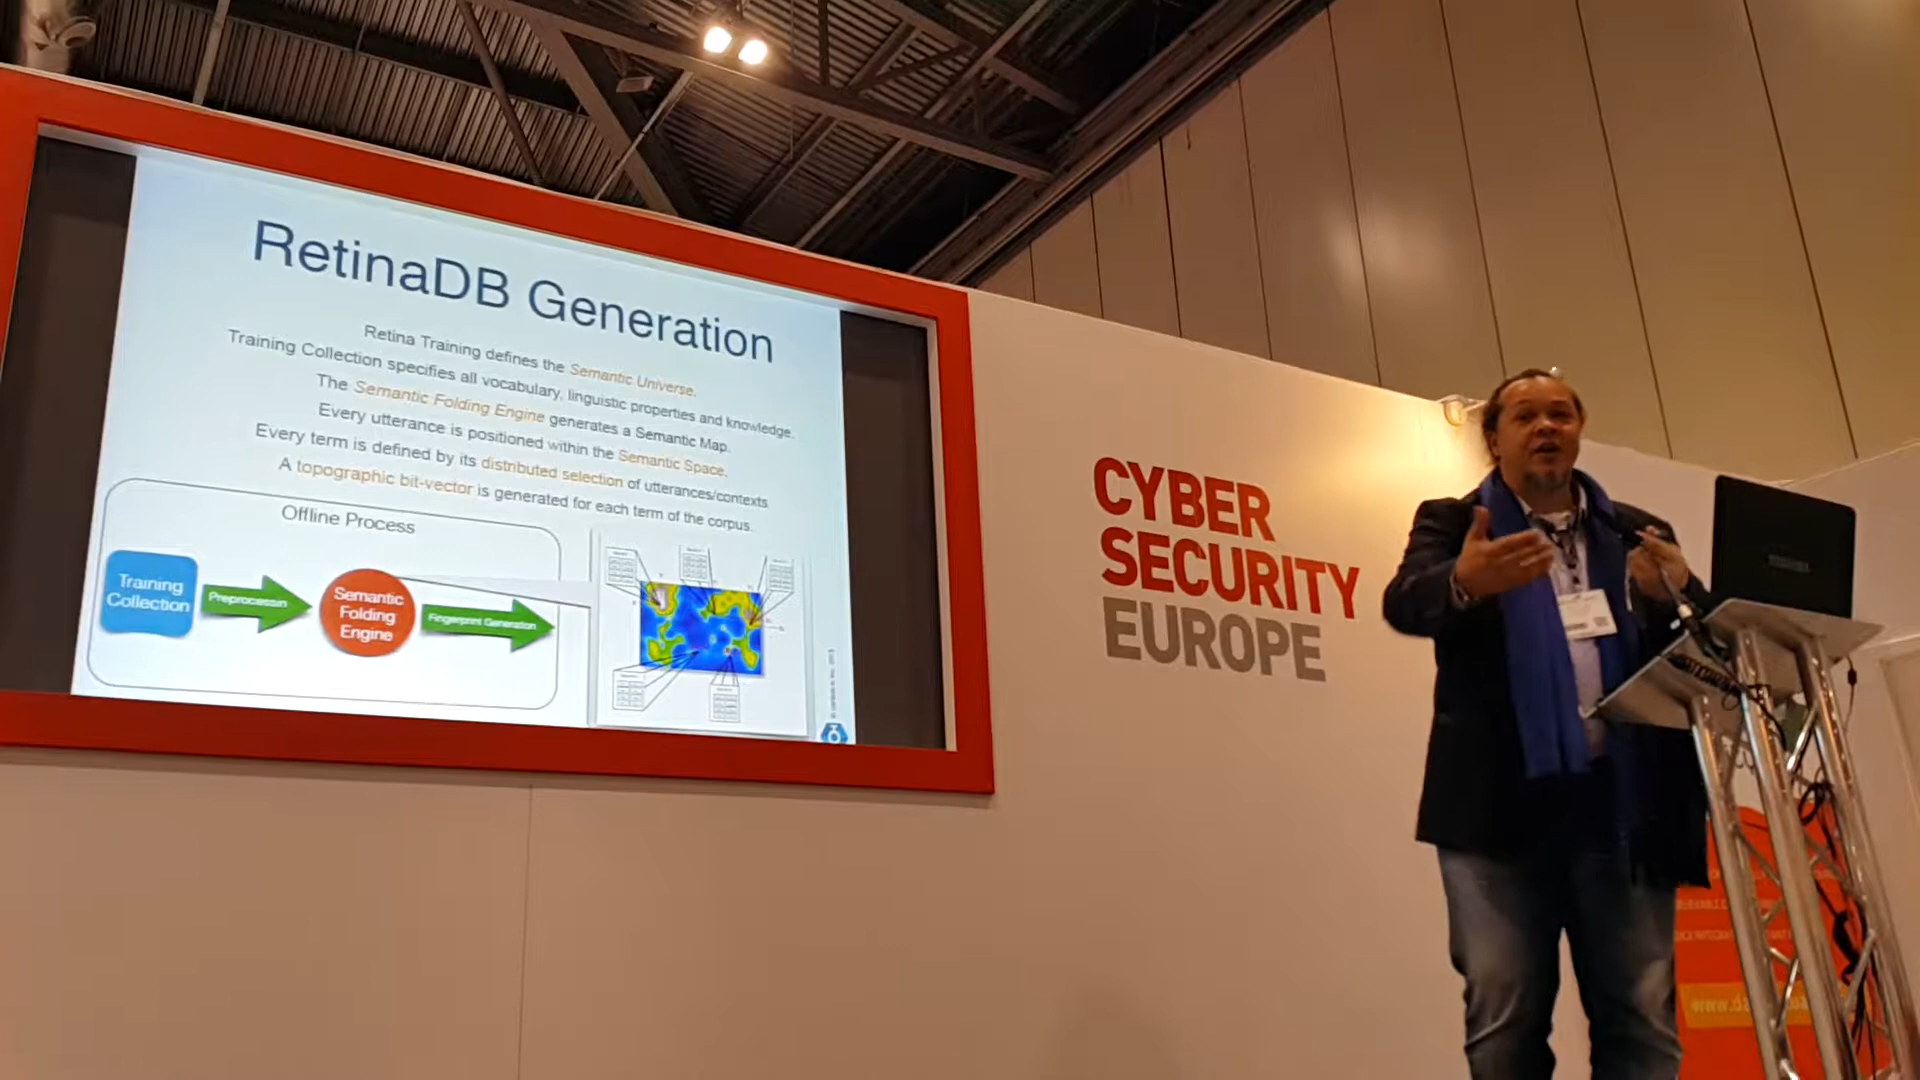 RetinaDB Generation
Retina Training defines the Semantic Universe.
Training Collection specifies all vocabulary, linguistic properties and knowledge.
The Semantic Folding Engine generates a Semantic Map.
Every utterance is positioned within the Semantic Space.
Every term is defined by its distributed selection of utterances/contexts
A topographic bit-vector is generated for each term of the corpus.
Offline Process
Training
Collection
Preprocessing
Semantic
Folding
Engine
Fingerprint Generation
CYBER
SECURITY
EUROPE